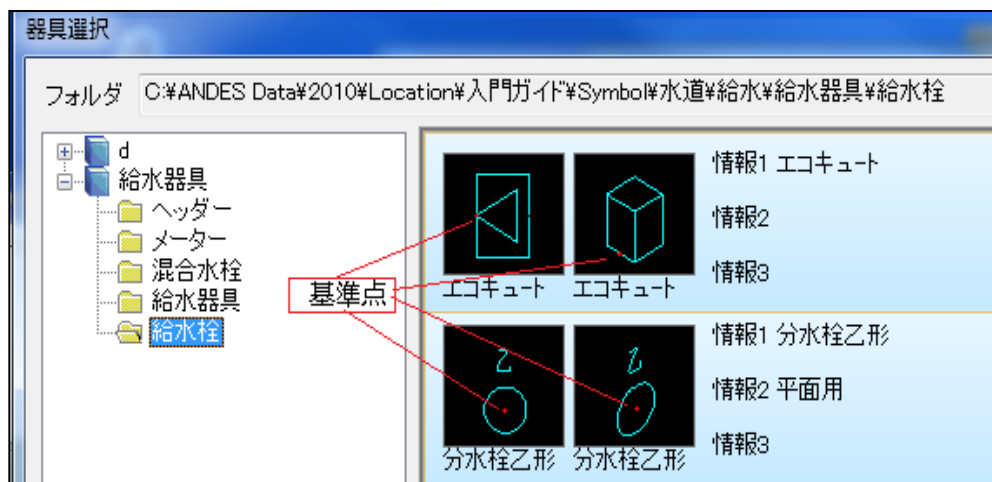 器具選択
フォルダ C:¥ANDES Data¥2010¥Location¥入門ガイド¥Symbol¥水道¥給水¥給水器具¥給水栓
d
給水器具
ヘッダー
メーター
混合水栓
給水器具
給水栓
基準点
エコキュート エコキュート
情報1 エコキュート
情報2
情報3
乙 乙
分水栓乙形 分水栓乙形
情報1 分水栓乙形
情報2 平面用
情報3